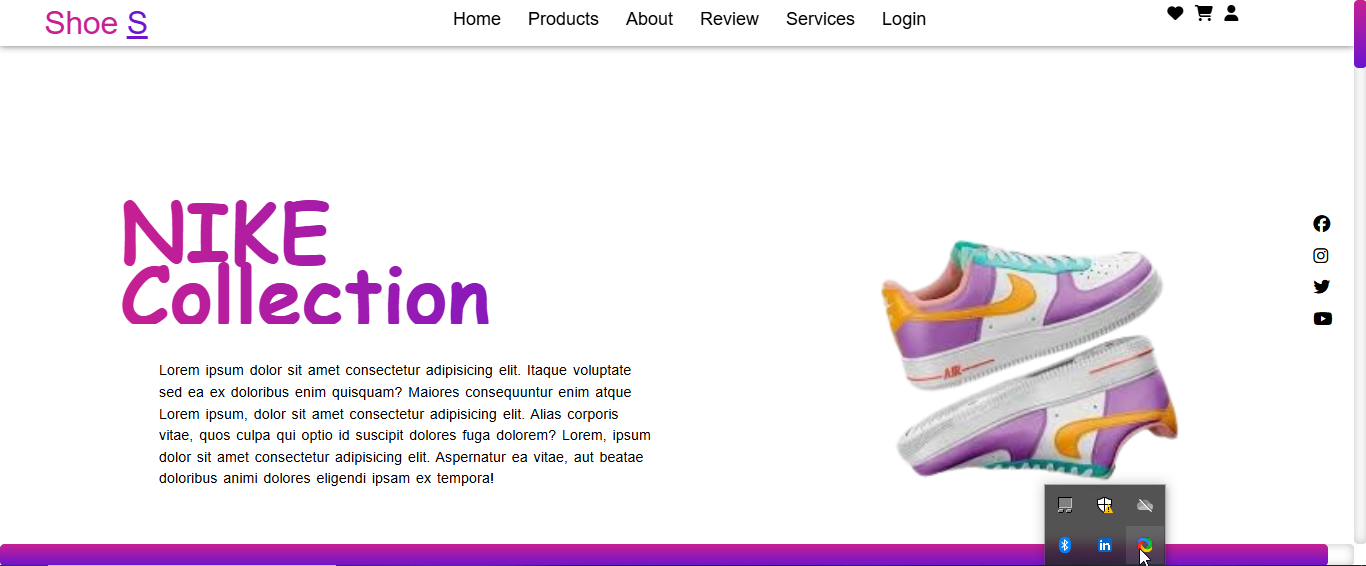 Shoe S
Home Products About Review Services Login
NIKE
Collection
Lorem ipsum dolor sit amet consectetur adipisicing elit. Itaque voluptate
sed ea ex doloribus enim quisquam? Maiores consequuntur enim atque
Lorem ipsum, dolor sit amet consectetur adipisicing elit. Alias corporis
vitae, quos culpa qui optio id suscipit dolores fuga dolorem? Lorem, ipsum
dolor sit amet consectetur adipisicing elit. Aspernatur ea vitae, aut beatae
doloribus animi dolores eligendi ipsam ex tempora!
AIR
in